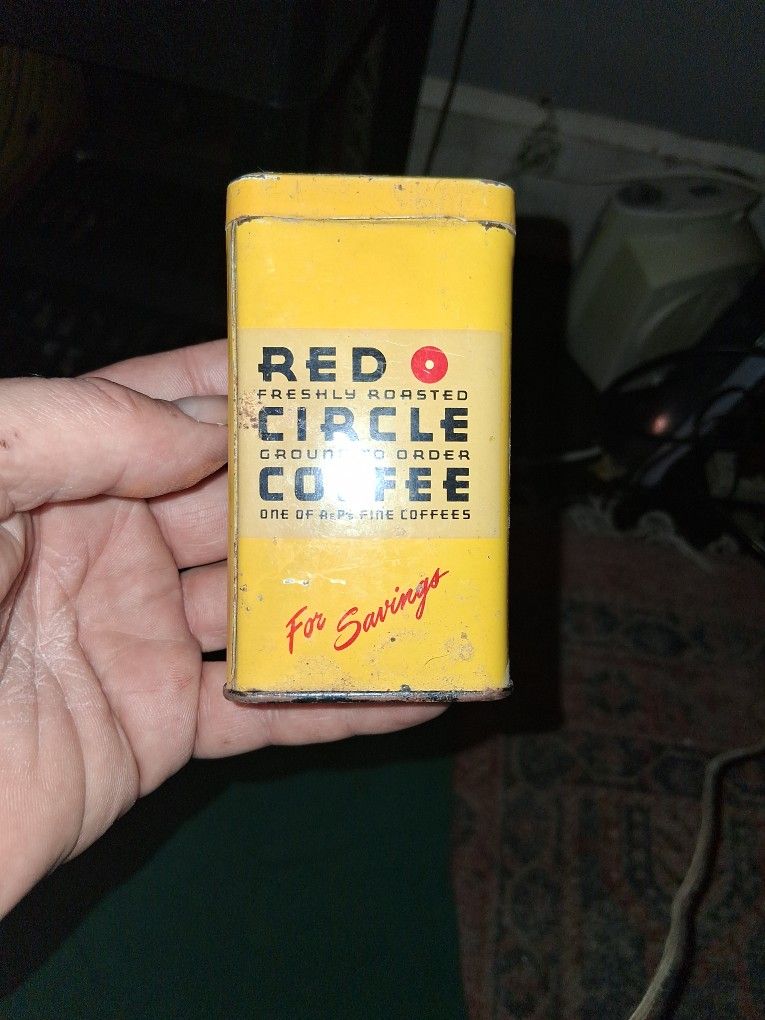 RED
FRESHLY ROASTED
CIRCLE
GROUND TO ORDER
COFFEE
ONE OF A&P's FINE COFFEES
For Savings